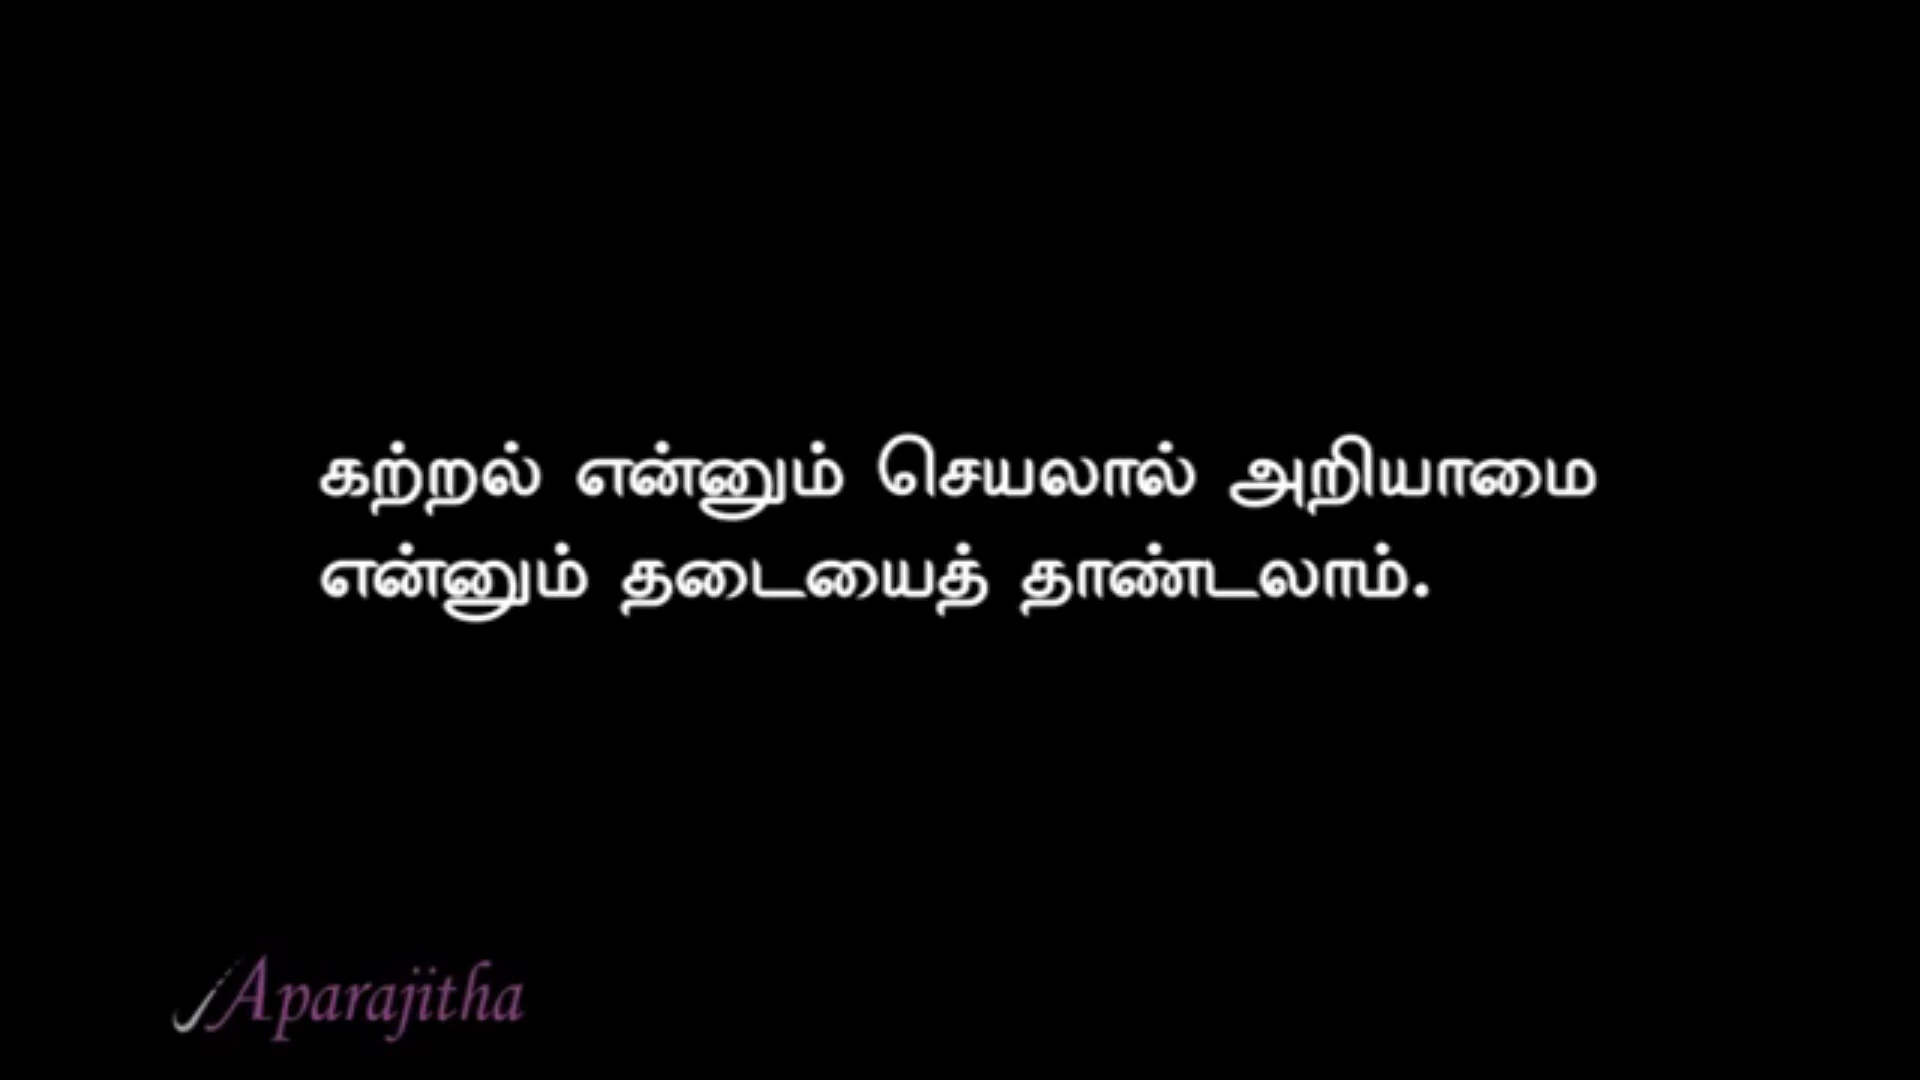 கற்றல் என்னும் செயலால் அறியாமை
என்னும் தடையைத் தாண்டலாம்.
Aparajitha